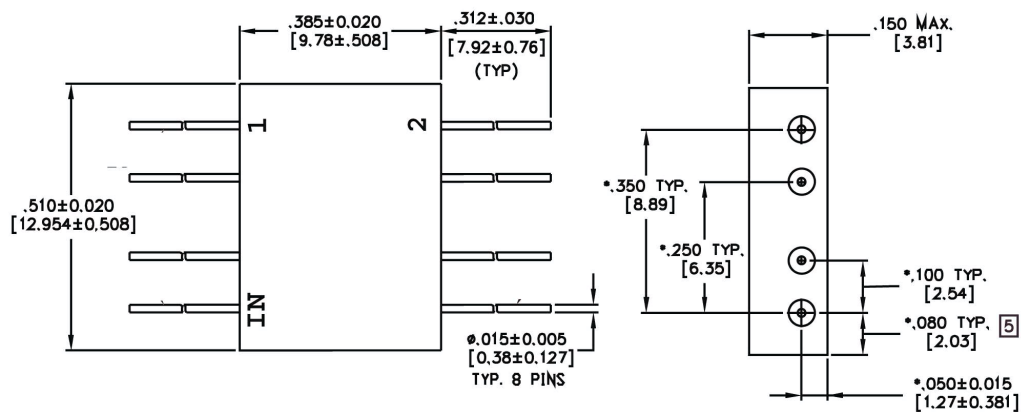 .385±0.020
[9.78±.508]
.312±.030
[7.92±0.76]
(TYP)
.150 MAX.
[3.81]
1
2
.510±0.020
[12.954±0.508]
IN
ø.015±0.005
[0.38±0.127]
TYP. 8 PINS
*.350 TYP.
[8.89]
*.250 TYP.
[6.35]
*.100 TYP.
[2.54]
*.080 TYP. 5
[2.03]
*.050±0.015
[1.27±0.381]